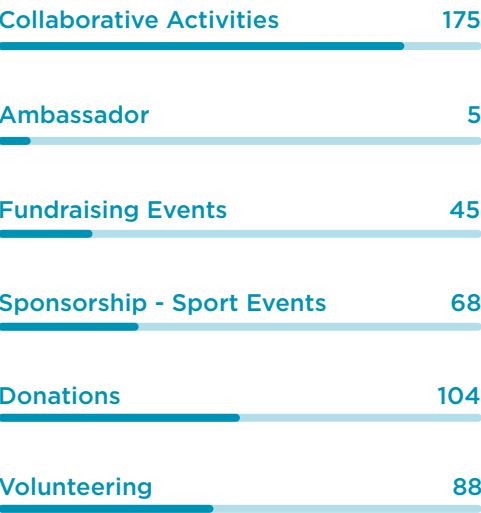 Collaborative Activities 175
Ambassador 5
Fundraising Events 45
Sponsorship - Sport Events 68
Donations 104
Volunteering 88